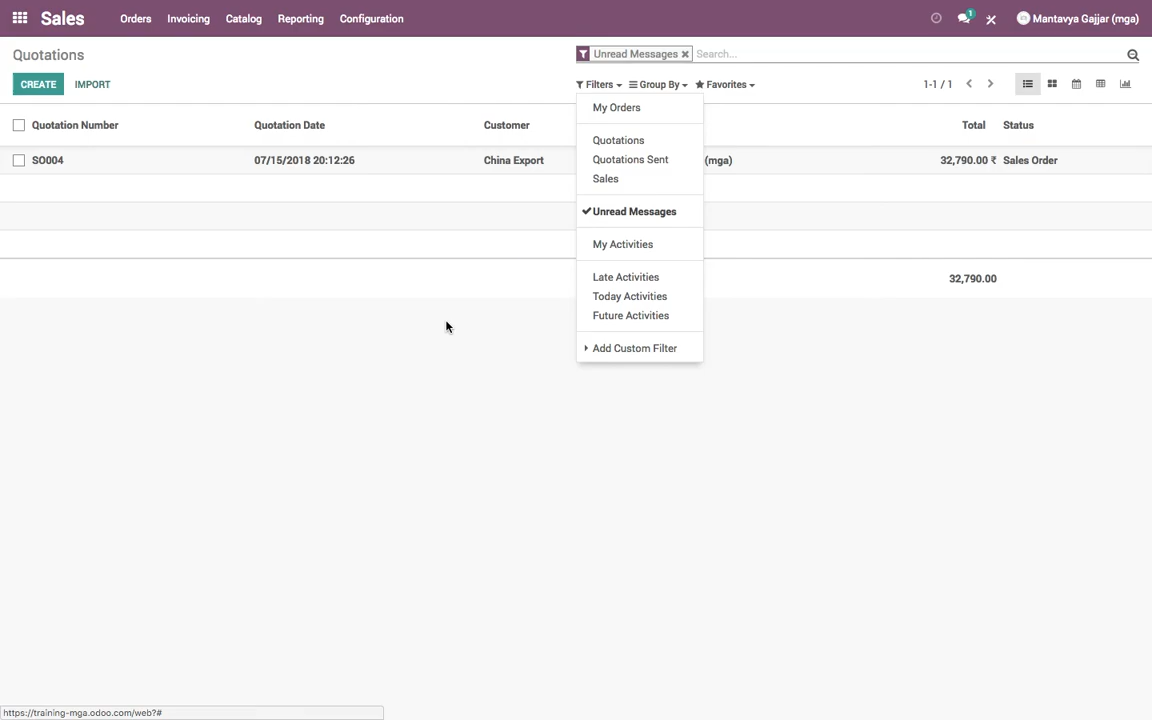 Sales Orders Invoicing Catalog Reporting Configuration 1 Mantavya Gajjar (mga)
Quotations Unread Messages Search...
CREATE IMPORT Filters Group By Favorites 1-1 / 1
My Orders
Quotation Number Quotation Date Customer Total Status
Quotations
SO004 07/15/2018 20:12:26 China Export Quotations Sent (mga) 32,790.00 ₹ Sales Order
Sales
Unread Messages
My Activities
Late Activities 32,790.00
Today Activities
Future Activities
Add Custom Filter
https://training-mga.odoo.com/web?#